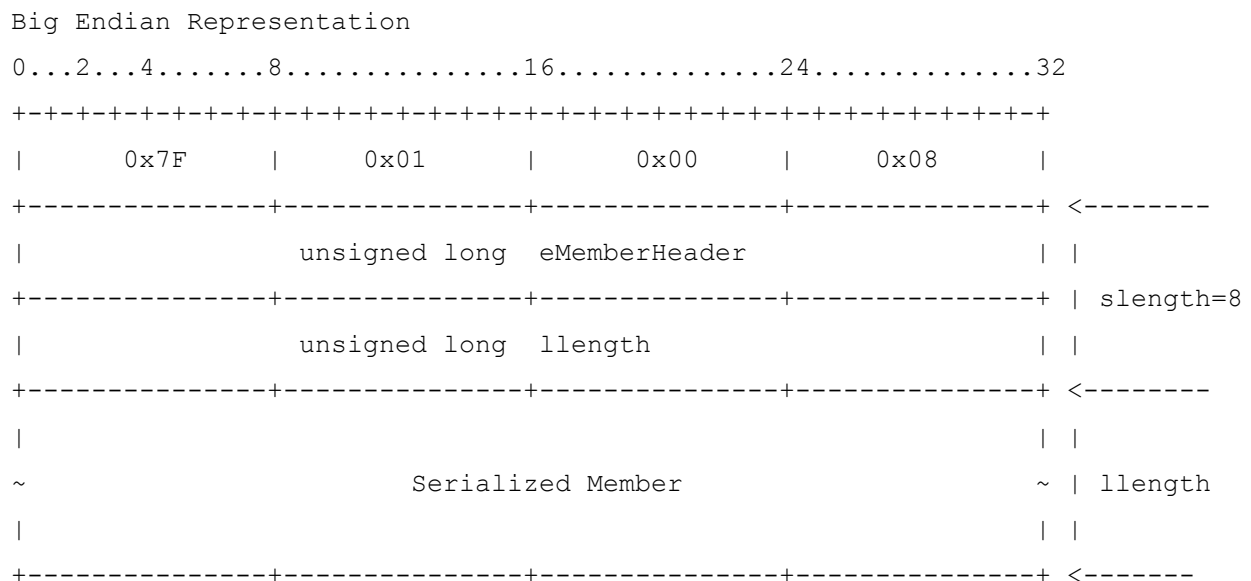 Big Endian Representation
0...2...4.......8...............16..............24..............32
+-+-+-+-+-+-+-+-+-+-+-+-+-+-+-+-+-+-+-+-+-+-+-+-+-+-+-+-+-+-+-+-+
| 0x7F | 0x01 | 0x00 | 0x08 |
+---------------+---------------+---------------+---------------+ <--------
| unsigned long eMemberHeader | |
+---------------+---------------+---------------+---------------+ | slength=8
| unsigned long llength | |
+---------------+---------------+---------------+---------------+ <--------
| | |
~ Serialized Member ~ | llength
| | |
+---------------+---------------+---------------+---------------+ <-------